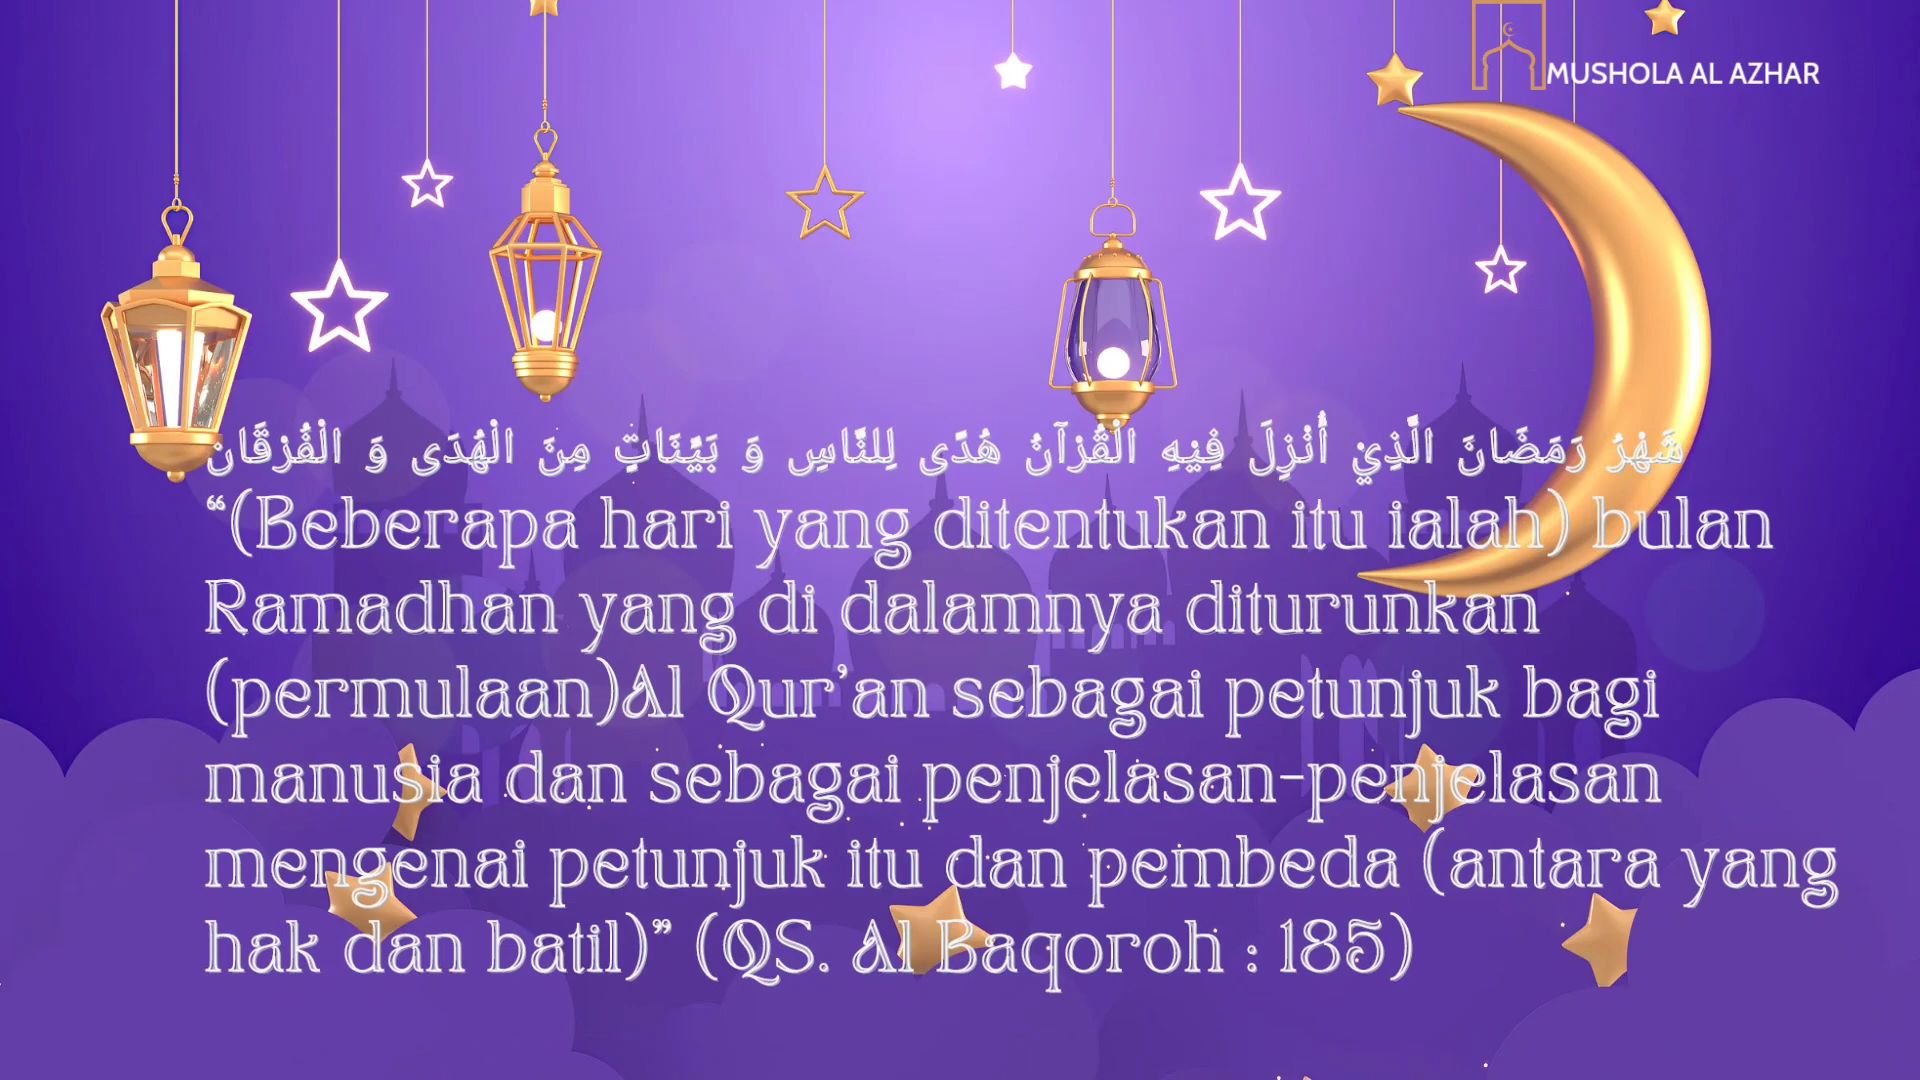 MUSHOLA AL AZHAR
شَهْرُ رَمَضَانَ الَّذِيْ أُنْزِلَ فِيْهِ الْقُرْآنُ هُدًى لِلنَّاسِ وَ بَيِّنَاتٍ مِنَ الْهُدَى وَ الْفُرْقَان
“(Beberapa hari yang ditentukan itu ialah) bulan
Ramadhan yang di dalamnya diturunkan
(permulaan)Al Qur’an sebagai petunjuk bagi
manusia dan sebagai penjelasan-penjelasan
mengenai petunjuk itu dan pembeda (antara yang
hak dan batil)” (QS. Al Baqoroh : 185)